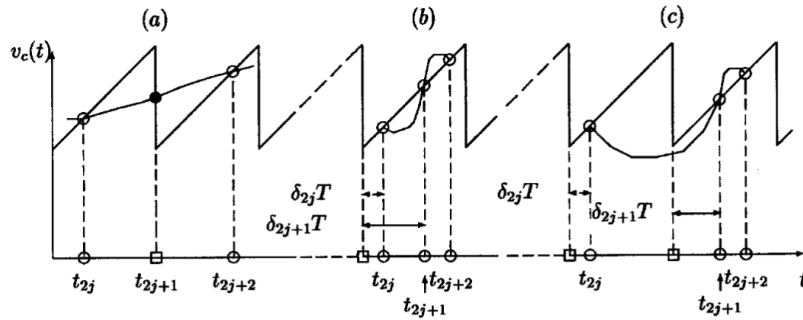 (a) (b) (c)
v_c(t)
δ_{2j}T δ_{2j}T
δ_{2j+1}T δ_{2j+1}T
t_{2j} t_{2j+1} t_{2j+2} t_{2j} t_{2j+2} t_{2j} t_{2j+2} t
t_{2j+1} t_{2j+1}